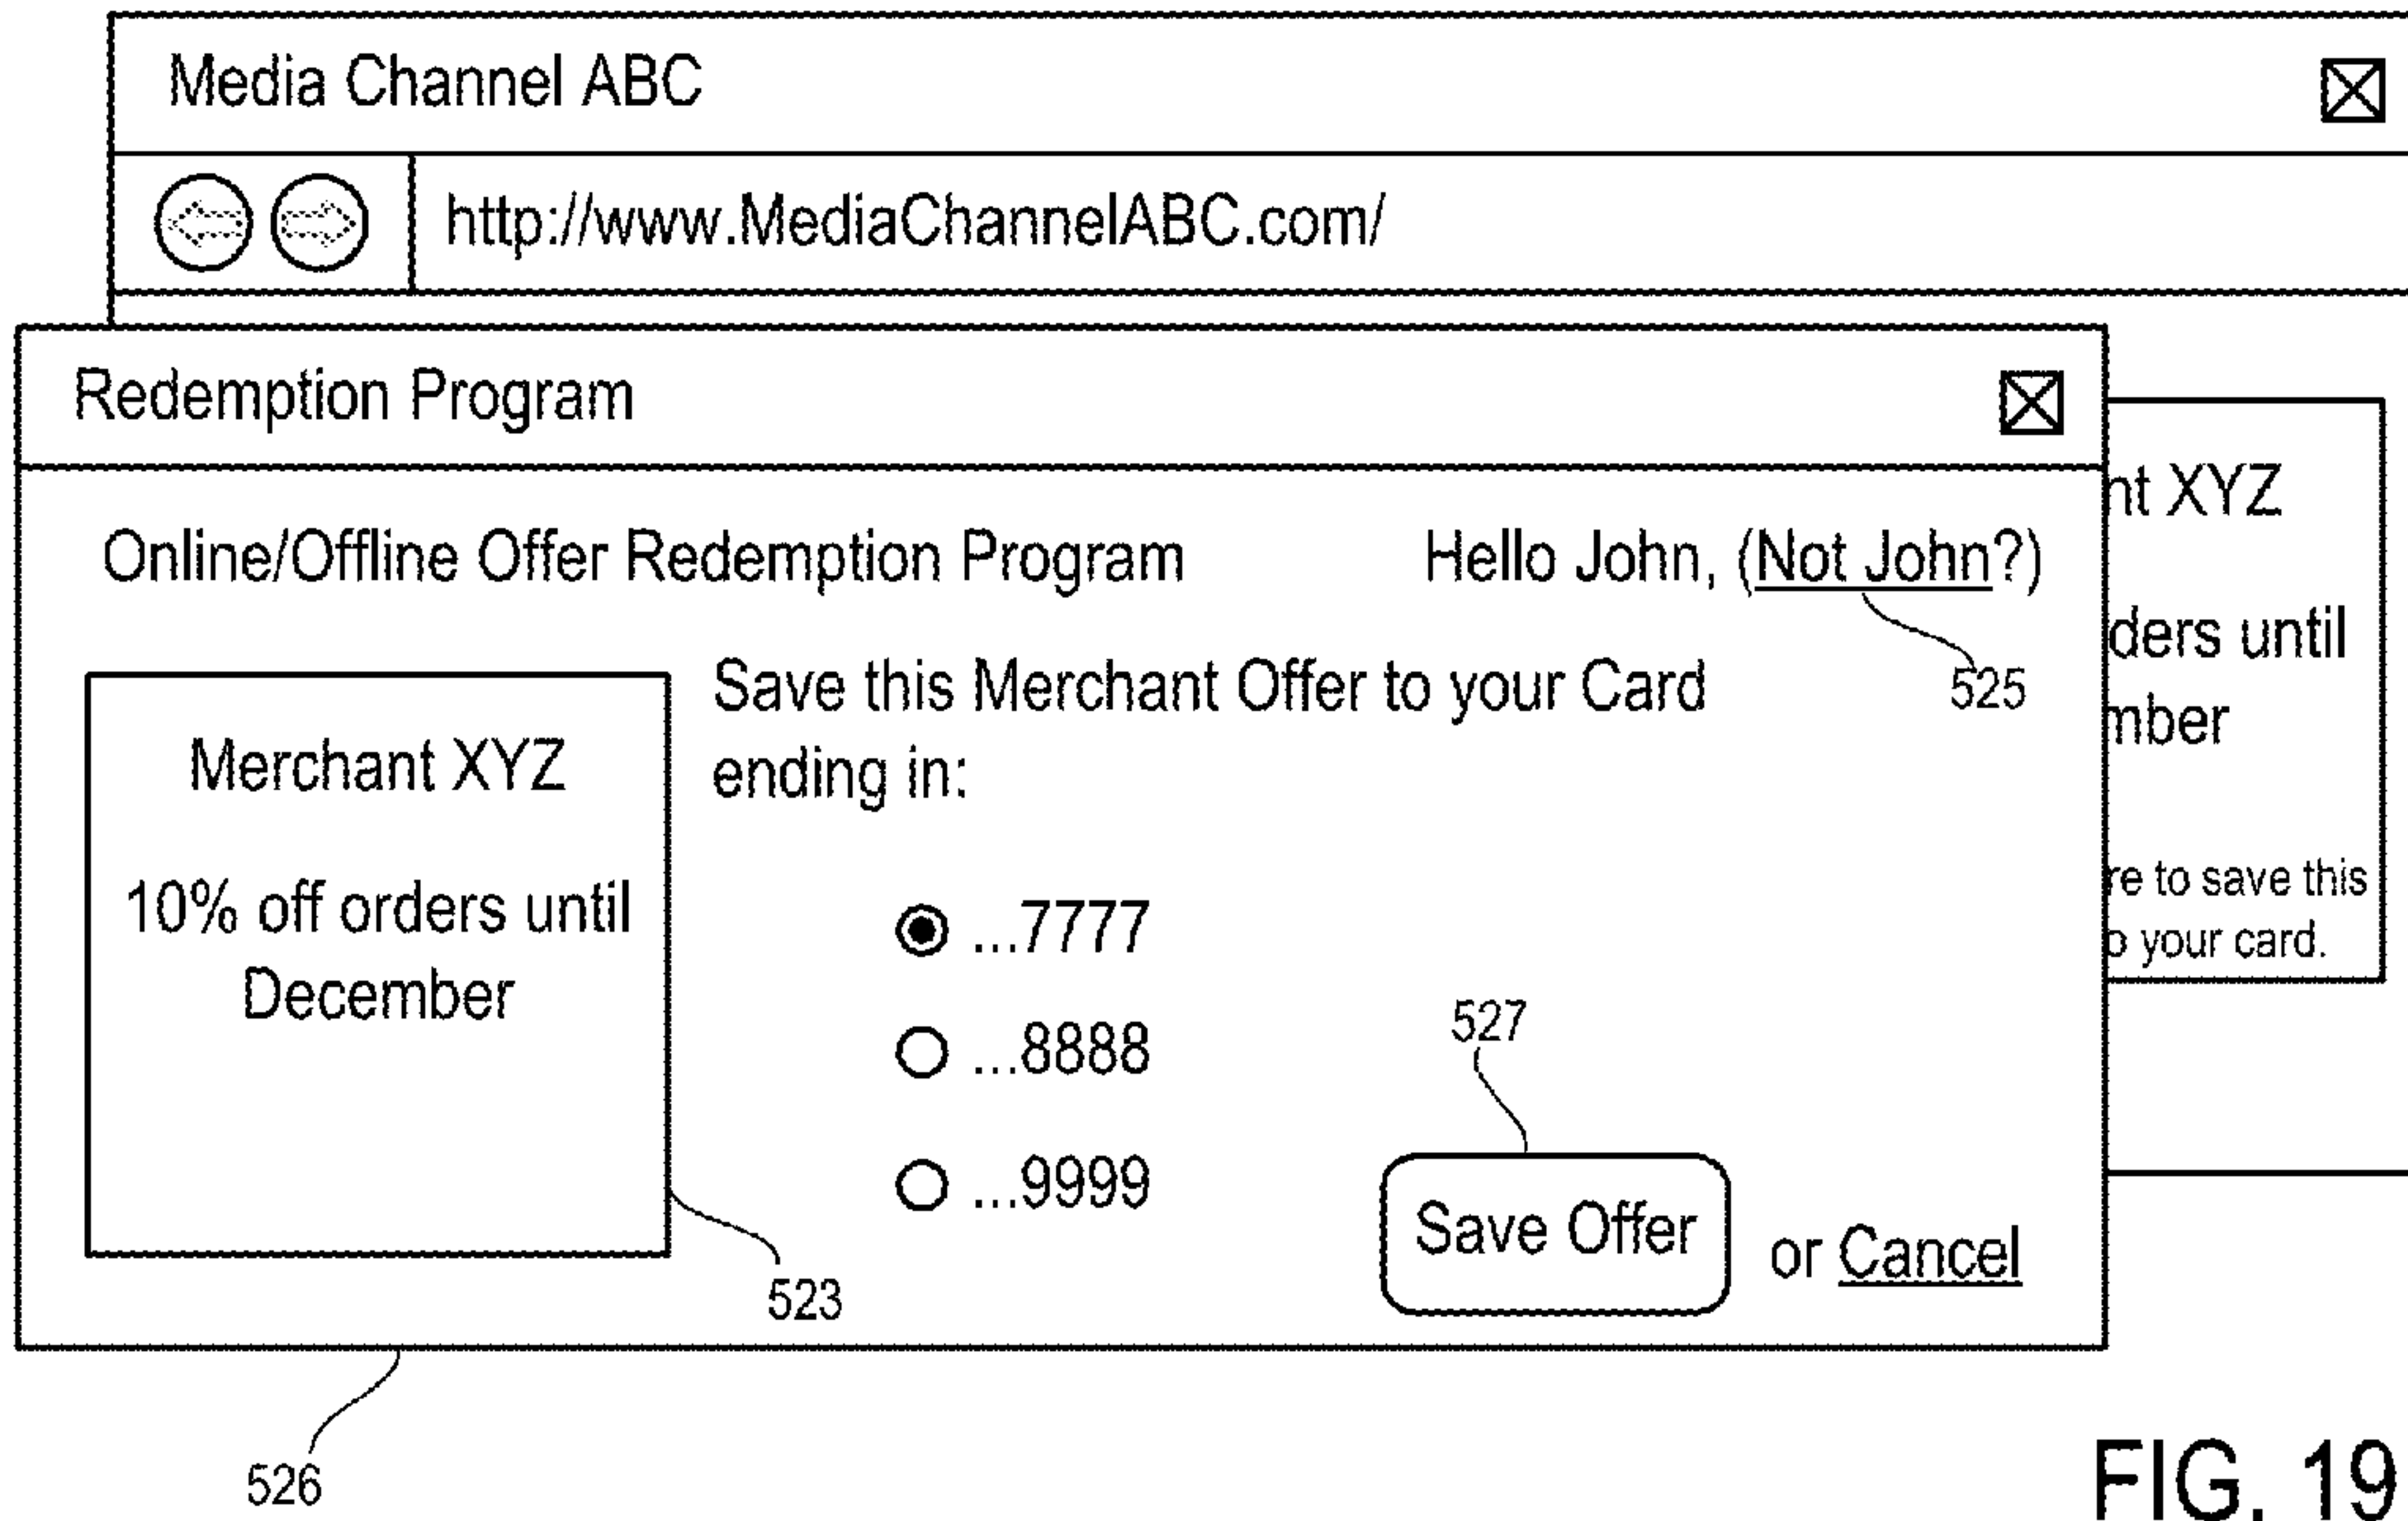 Media Channel ABC
http://www.MediaChannelABC.com/
Redemption Program
Online/Offline Offer Redemption Program
Hello John, (Not John?)
525
Save this Merchant Offer to your Card
ending in:
Merchant XYZ
10% off orders until
December
523
...7777
...8888
...9999
527
Save Offer
or Cancel
nt XYZ
ders until
mber
re to save this
o your card.
526
FIG. 19